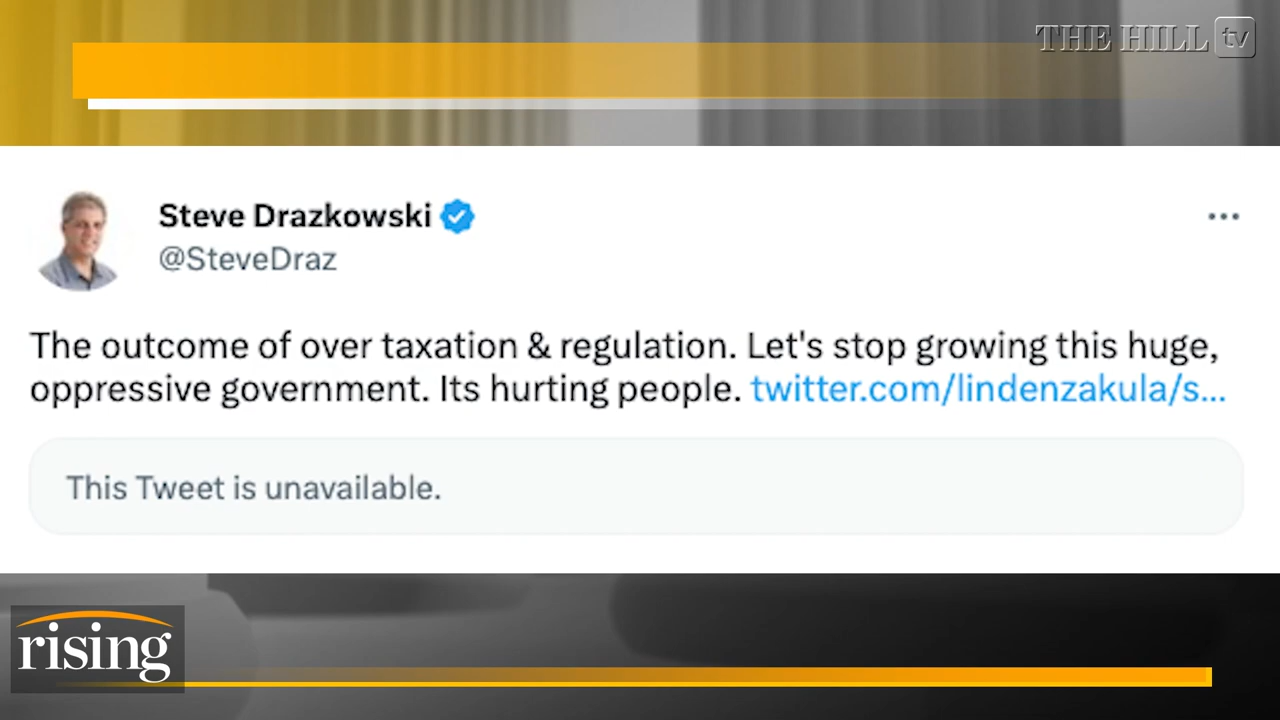 THE HILL tv
Steve Drazkowski
@SteveDraz
The outcome of over taxation & regulation. Let's stop growing this huge,
oppressive government. Its hurting people. twitter.com/lindenzakula/s...
This Tweet is unavailable.
rising